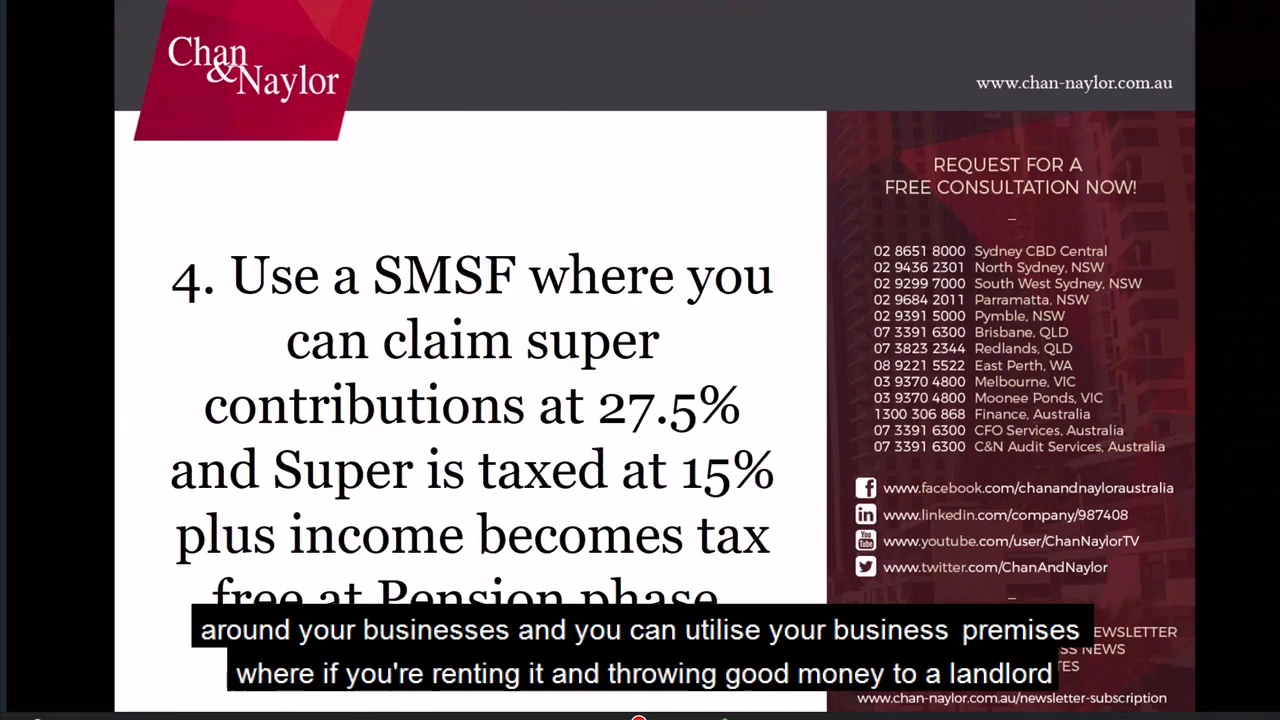 Chan
&Naylor
www.chan-naylor.com.au
4. Use a SMSF where you
can claim super
contributions at 27.5%
and Super is taxed at 15%
plus income becomes tax
free at Pension phase
around your businesses and you can utilise your business premises
where if you're renting it and throwing good money to a landlord
REQUEST FOR A
FREE CONSULTATION NOW!
02 8651 8000 Sydney CBD Central
02 9436 2301 North Sydney, NSW
02 9299 7000 South West Sydney, NSW
02 9684 2011 Parramatta, NSW
02 9391 5000 Pymble, NSW
07 3391 6300 Brisbane, QLD
07 3823 2344 Redlands, QLD
08 9221 5522 East Perth, WA
03 9370 4800 Melbourne, VIC
03 9370 4800 Moonee Ponds, VIC
1300 306 868 Finance, Australia
07 3391 6300 CFO Services, Australia
07 3391 6300 C&N Audit Services, Australia
www.facebook.com/chanandnayloraustralia
www.linkedin.com/company/987408
You Tube www.youtube.com/user/ChanNaylorTV
www.twitter.com/ChanAndNaylor
NEWS
www.chan-naylor.com.au/newsletter-subscription